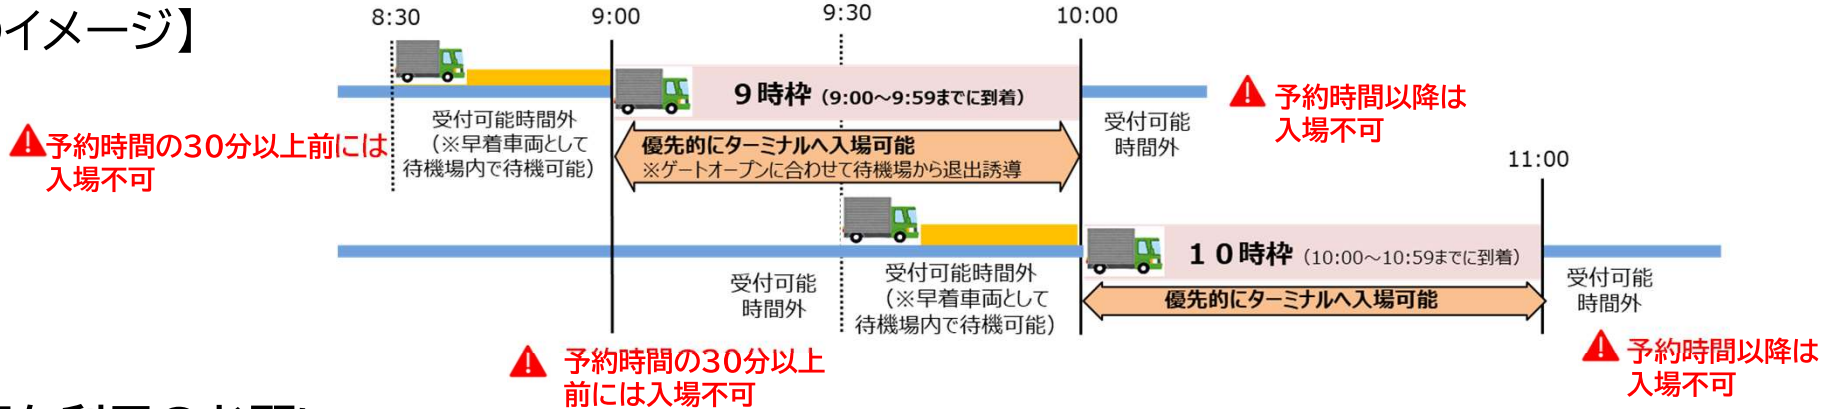 のイメージ】
8:30
9:00
9:30
10:00
9時枠（9:00～9:59までに到着）
予約時間の30分以上前には
入場不可
受付可能時間外
（※早着車両として
待機場内で待機可能）
優先的にターミナルへ入場可能
※ゲートオープンに合わせて待機場から退出誘導
受付可能
時間外
予約時間以降は
入場不可
11:00
10時枠（10:00～10:59までに到着）
受付可能
時間外
受付可能時間外
（※早着車両として
待機場内で待機可能）
優先的にターミナルへ入場可能
受付可能
時間外
予約時間の30分以上
前には入場不可
予約時間以降は
入場不可